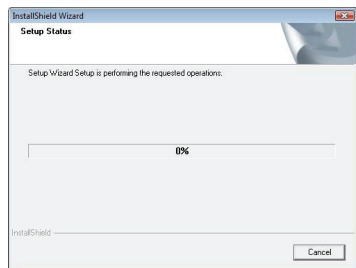 InstallShield Wizard
Setup Status
Setup Wizard Setup is performing the requested operations.
0%
InstallShield
Cancel